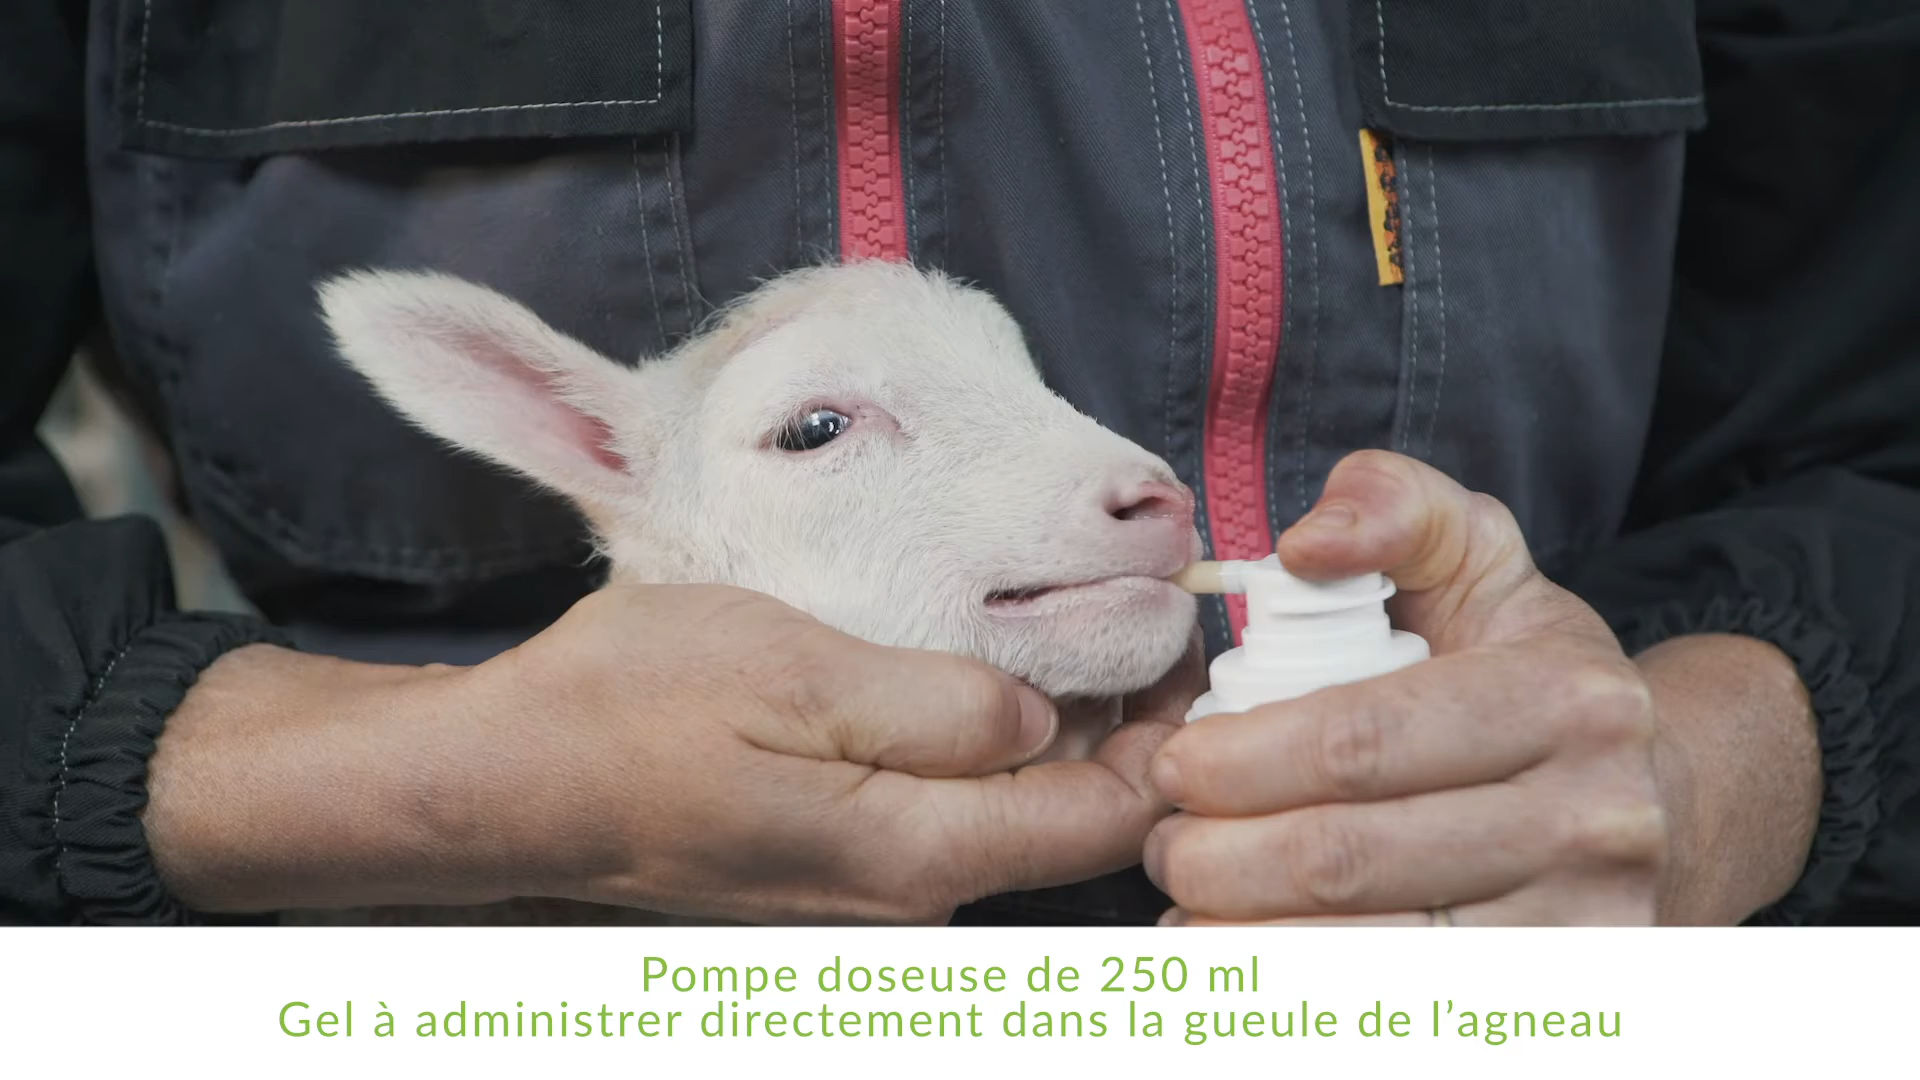 Pompe doseuse de 250 ml
Gel à administrer directement dans la gueule de l’agneau